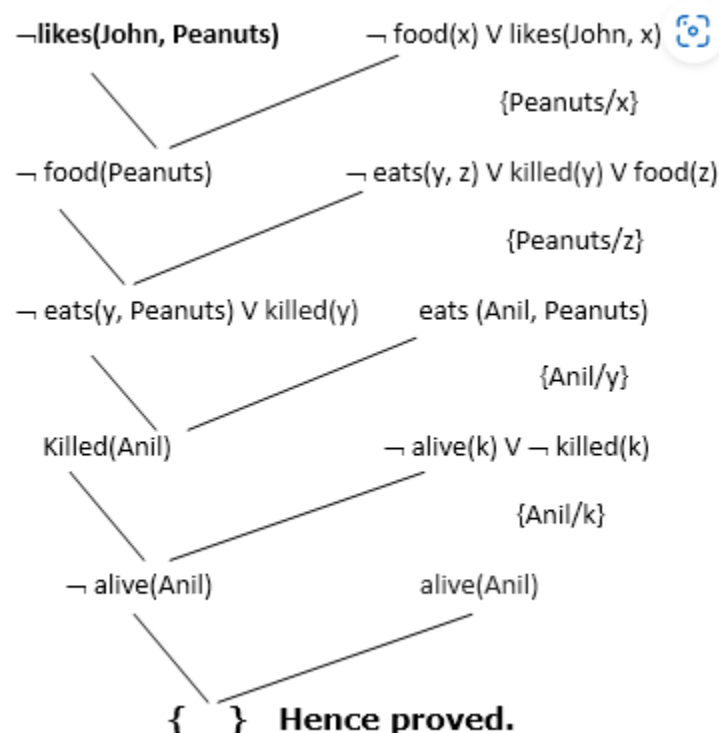 ¬likes(John, Peanuts) ¬ food(x) V likes(John, x)
{Peanuts/x}
¬ food(Peanuts) ¬ eats(y, z) V killed(y) V food(z)
{Peanuts/z}
¬ eats(y, Peanuts) V killed(y) eats (Anil, Peanuts)
{Anil/y}
Killed(Anil) ¬ alive(k) V ¬ killed(k)
{Anil/k}
¬ alive(Anil) alive(Anil)
{ } Hence proved.